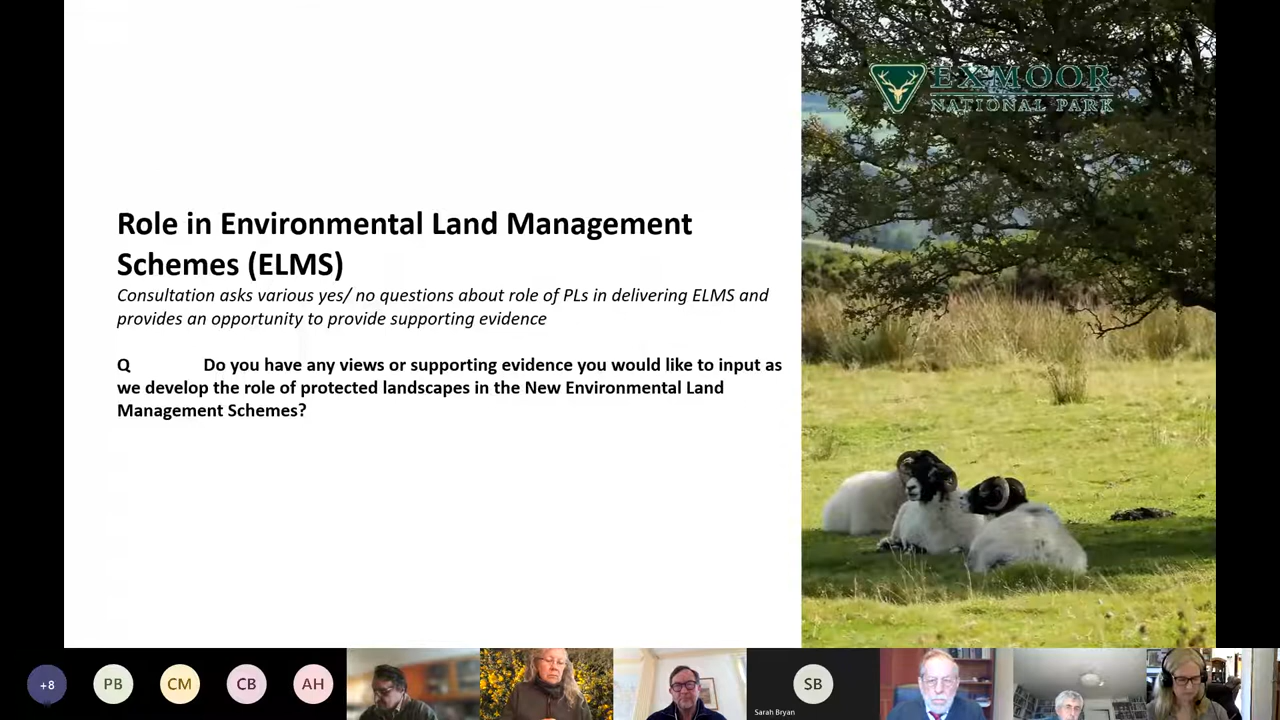 EXMOOR
NATIONAL PARK
Role in Environmental Land Management
Schemes (ELMS)
Consultation asks various yes/ no questions about role of PLs in delivering ELMS and
provides an opportunity to provide supporting evidence
Q Do you have any views or supporting evidence you would like to input as
we develop the role of protected landscapes in the New Environmental Land
Management Schemes?
+8 PB CM CB AH SB
Sarah Bryan